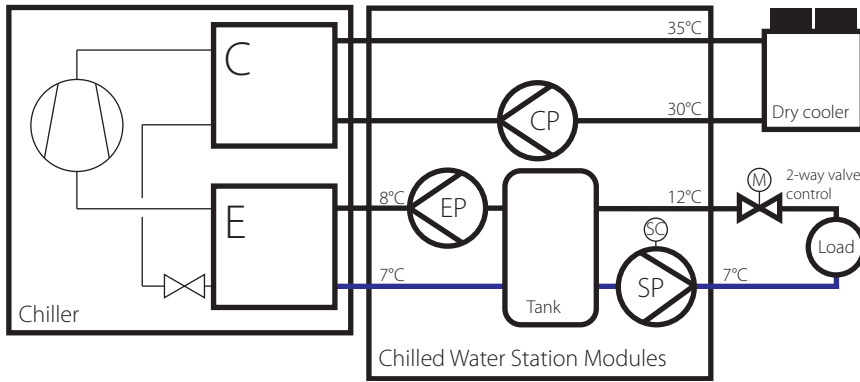 35°C
C
30°C
CP
Dry cooler
M
2-way valve
control
8°C
EP
12°C
E
SC
Load
7°C
SP
7°C
Tank
Chiller
Chilled Water Station Modules